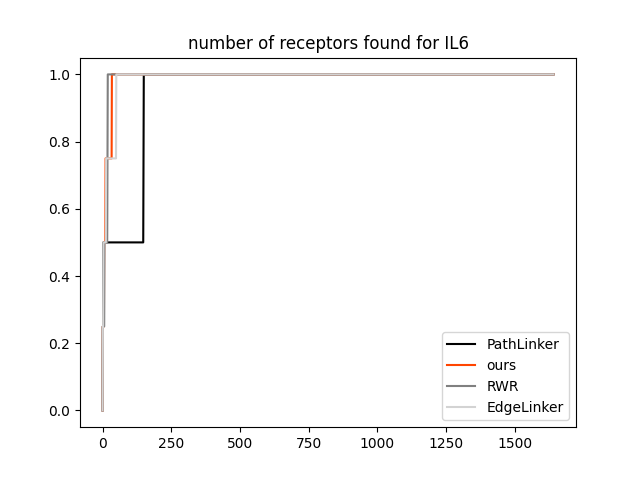 number of receptors found for IL6
1.0
0.8
0.6
0.4
0.2
0.0
0 250 500 750 1000 1250 1500
PathLinker
ours
RWR
EdgeLinker